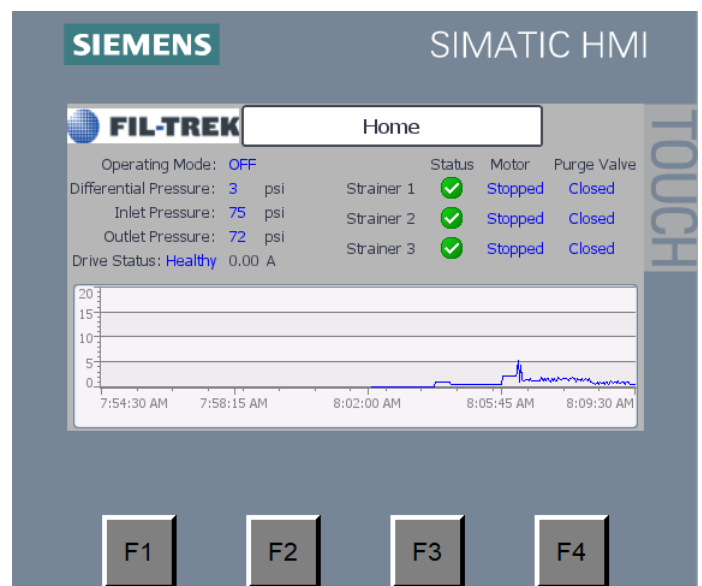 SIEMENS
SIMATIC HMI
TOUCH
FIL-TREK
Home
Operating Mode: OFF
Status Motor Purge Valve
Differential Pressure: 3 psi
Strainer 1 Stopped Closed
Inlet Pressure: 75 psi
Strainer 2 Stopped Closed
Outlet Pressure: 72 psi
Strainer 3 Stopped Closed
Drive Status: Healthy 0.00 A
20
15
10
5
0
7:54:30 AM 7:58:15 AM 8:02:00 AM 8:05:45 AM 8:09:30 AM
F1 F2 F3 F4